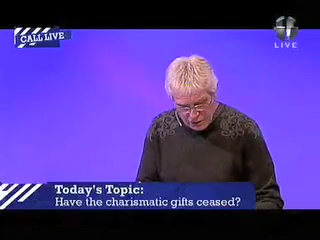 CALL LIVE
LIVE
Today's Topic:
Have the charismatic gifts ceased?